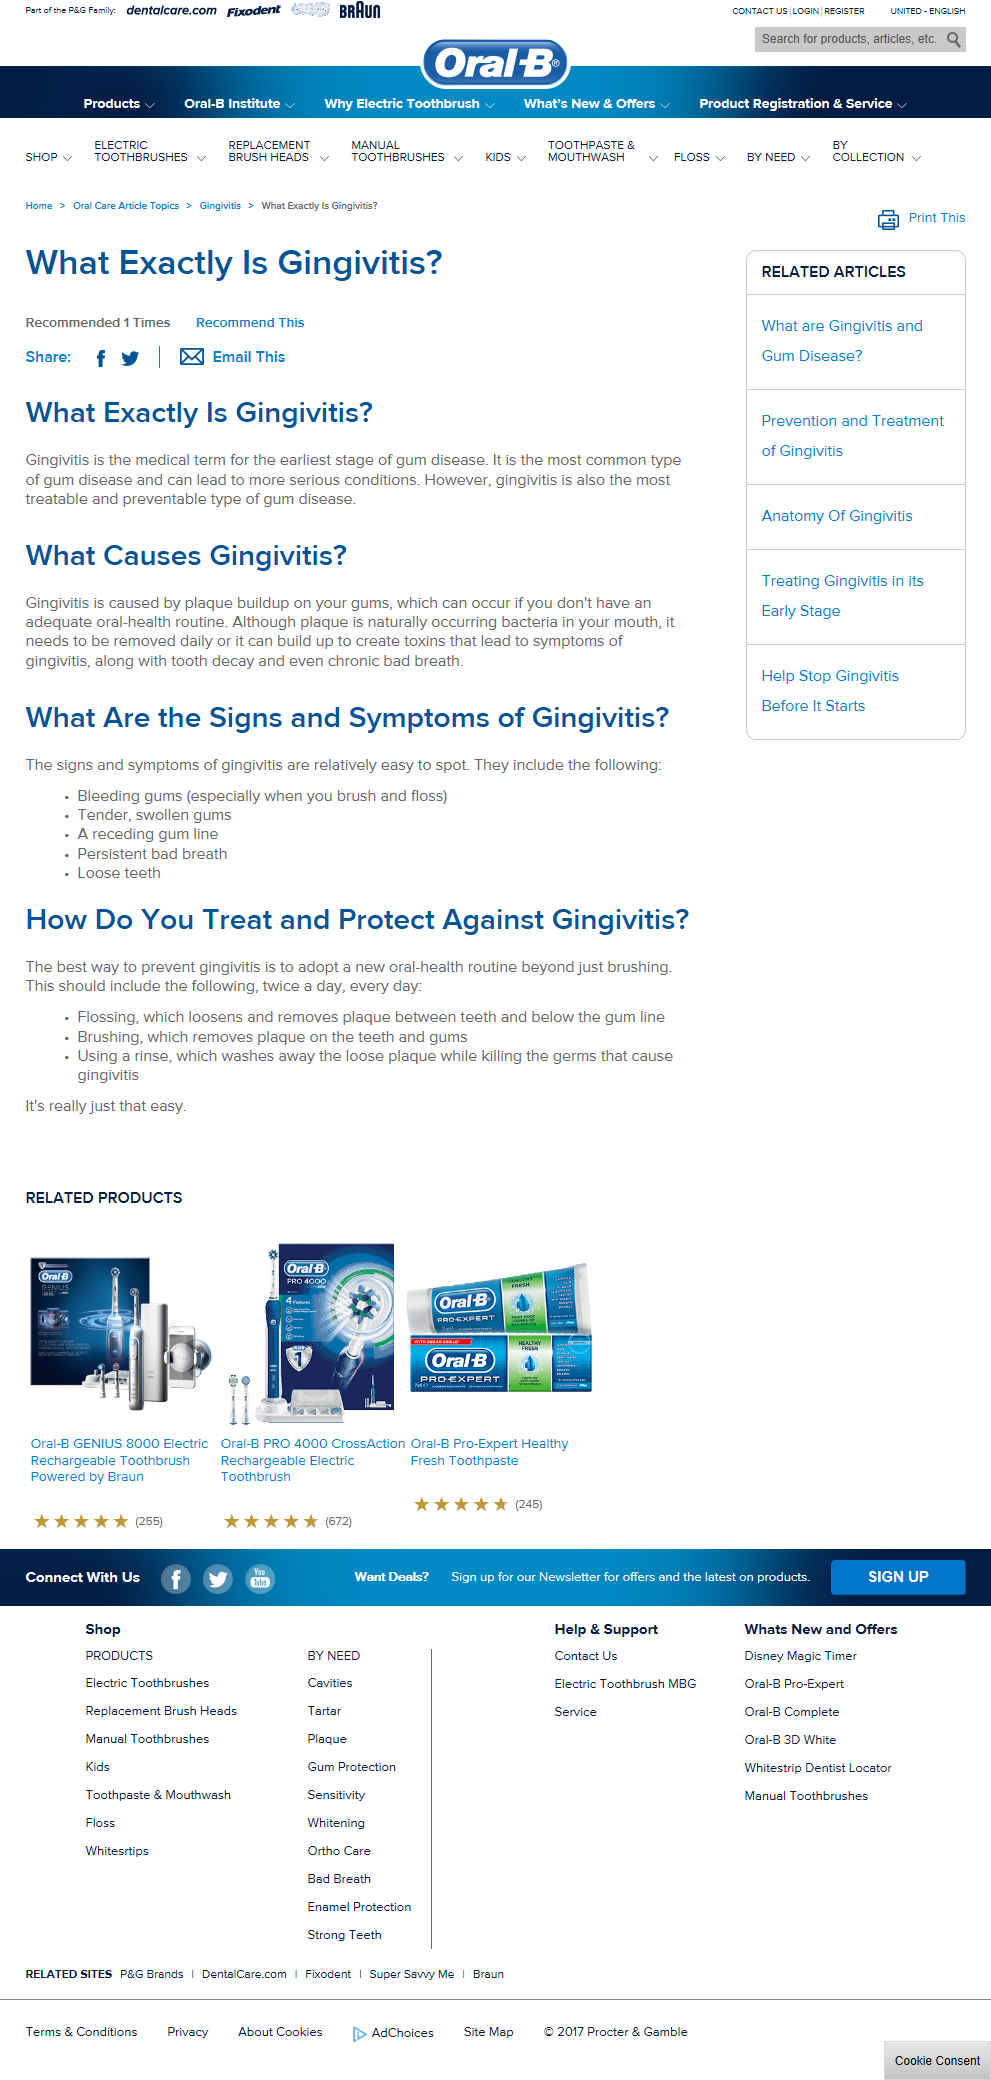 Part of the P&G Family: dentalcare.com Fixodent BRAUN
CONTACT US | LOGIN | REGISTER UNITED - ENGLISH
Search for products, articles, etc.
Oral-B®
Products Oral-B Institute Why Electric Toothbrush What's New & Offers Product Registration & Service
SHOP ELECTRIC TOOTHBRUSHES REPLACEMENT BRUSH HEADS MANUAL TOOTHBRUSHES KIDS TOOTHPASTE & MOUTHWASH FLOSS BY NEED BY COLLECTION
Home > Oral Care Article Topics > Gingivitis > What Exactly Is Gingivitis?
Print This
What Exactly Is Gingivitis?
Recommended 1 Times Recommend This
Share: Email This
What Exactly Is Gingivitis?
Gingivitis is the medical term for the earliest stage of gum disease. It is the most common type
of gum disease and can lead to more serious conditions. However, gingivitis is also the most
treatable and preventable type of gum disease.
What Causes Gingivitis?
Gingivitis is caused by plaque buildup on your gums, which can occur if you don't have an
adequate oral-health routine. Although plaque is naturally occurring bacteria in your mouth, it
needs to be removed daily or it can build up to create toxins that lead to symptoms of
gingivitis, along with tooth decay and even chronic bad breath.
What Are the Signs and Symptoms of Gingivitis?
The signs and symptoms of gingivitis are relatively easy to spot. They include the following:
• Bleeding gums (especially when you brush and floss)
• Tender, swollen gums
• A receding gum line
• Persistent bad breath
• Loose teeth
How Do You Treat and Protect Against Gingivitis?
The best way to prevent gingivitis is to adopt a new oral-health routine beyond just brushing.
This should include the following, twice a day, every day:
• Flossing, which loosens and removes plaque between teeth and below the gum line
• Brushing, which removes plaque on the teeth and gums
• Using a rinse, which washes away the loose plaque while killing the germs that cause
gingivitis
It's really just that easy.
RELATED ARTICLES
What are Gingivitis and
Gum Disease?
Prevention and Treatment
of Gingivitis
Anatomy Of Gingivitis
Treating Gingivitis in its
Early Stage
Help Stop Gingivitis
Before It Starts
RELATED PRODUCTS
Oral-B
GENIUS
Oral-B
PRO 4000
4 Features
1
Oral-B
PRO-EXPERT
HEALTHY
FRESH
Oral-B
PRO-EXPERT
HEALTHY
FRESH
Oral-B GENIUS 8000 Electric
Rechargeable Toothbrush
Powered by Braun
(255)
Oral-B PRO 4000 CrossAction
Rechargeable Electric
Toothbrush
(672)
Oral-B Pro-Expert Healthy
Fresh Toothpaste
(245)
Connect With Us You Tube Want Deals? Sign up for our Newsletter for offers and the latest on products. SIGN UP
Shop
PRODUCTS
Electric Toothbrushes
Replacement Brush Heads
Manual Toothbrushes
Kids
Toothpaste & Mouthwash
Floss
Whitesrtips
BY NEED
Cavities
Tartar
Plaque
Gum Protection
Sensitivity
Whitening
Ortho Care
Bad Breath
Enamel Protection
Strong Teeth
Help & Support
Contact Us
Electric Toothbrush MBG
Service
Whats New and Offers
Disney Magic Timer
Oral-B Pro-Expert
Oral-B Complete
Oral-B 3D White
Whitestrip Dentist Locator
Manual Toothbrushes
RELATED SITES P&G Brands | DentalCare.com | Fixodent | Super Savvy Me | Braun
Terms & Conditions Privacy About Cookies AdChoices Site Map © 2017 Procter & Gamble
Cookie Consent